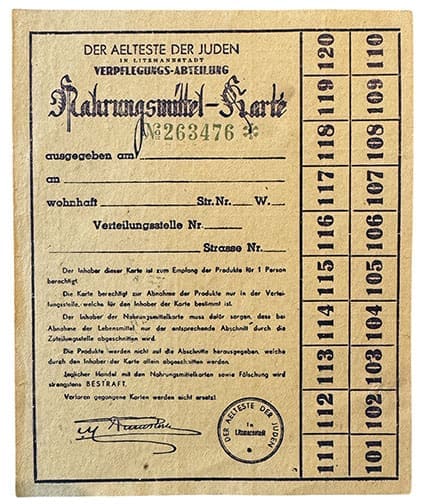 DER AELTESTE DER JUDEN
IN LITZMANNSTADT
VERPFLEGUNGS-ABTEILUNG
Nahrungsmittel-Karte
No 263476 *
ausgegeben am
an
wohnhaft Str. Nr. W.
Verteilungsstelle Nr.
Strasse Nr.
Der Inhaber dieser Karte ist zum Empfang der Produkte für 1 Person
berechtigt.
Die Karte berechtigt zur Abnahme der Produkte nur in der Vertei-
lungsstelle, welche für den Inhaber der Karte bestimmt ist.
Der Inhaber der Nahrungsmittelkarte muss dafür sorgen, dass bei
Abnahme der Lebensmittel nur der entsprechende Abschnitt durch die
Zuteilungsstelle abgeschnitten wird.
Die Produkte werden nicht auf die Abschnitte herausgegeben, welche
durch den Inhaber der Karte allein abgeschnitten werden.
Jeglicher Handel mit den Nahrungsmittelkarten sowie Fälschung wird
strengstens BESTRAFT.
Verloren gegangene Karten werden nicht ersetzt.
DER AELTESTE DER JUDEN
in
Litzmannstadt
120 110
119 109
118 108
117 107
116 106
115 105
114 104
113 103
112 102
111 101